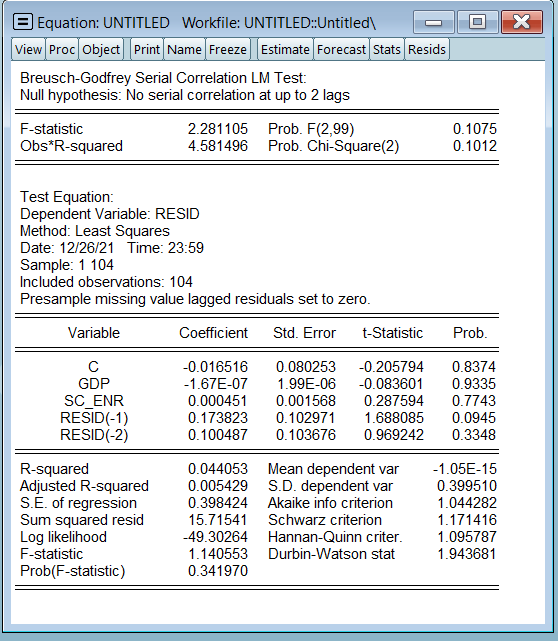 Equation: UNTITLED Workfile: UNTITLED::Untitled\
View Proc Object Print Name Freeze Estimate Forecast Stats Resids
Breusch-Godfrey Serial Correlation LM Test:
Null hypothesis: No serial correlation at up to 2 lags
F-statistic 2.281105 Prob. F(2,99) 0.1075
Obs*R-squared 4.581496 Prob. Chi-Square(2) 0.1012
Test Equation:
Dependent Variable: RESID
Method: Least Squares
Date: 12/26/21 Time: 23:59
Sample: 1 104
Included observations: 104
Presample missing value lagged residuals set to zero.
Variable Coefficient Std. Error t-Statistic Prob.
C -0.016516 0.080253 -0.205794 0.8374
GDP -1.67E-07 1.99E-06 -0.083601 0.9335
SC_ENR 0.000451 0.001568 0.287594 0.7743
RESID(-1) 0.173823 0.102971 1.688085 0.0945
RESID(-2) 0.100487 0.103676 0.969242 0.3348
R-squared 0.044053 Mean dependent var -1.05E-15
Adjusted R-squared 0.005429 S.D. dependent var 0.399510
S.E. of regression 0.398424 Akaike info criterion 1.044282
Sum squared resid 15.71541 Schwarz criterion 1.171416
Log likelihood -49.30264 Hannan-Quinn criter. 1.095787
F-statistic 1.140553 Durbin-Watson stat 1.943681
Prob(F-statistic) 0.341970